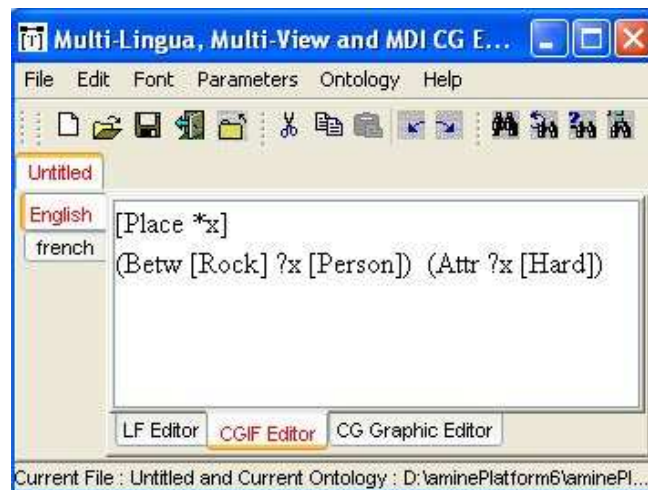 Multi-Lingua, Multi-View and MDI CG E...
File Edit Font Parameters Ontology Help
Untitled
English
french
[Place *x]
(Betw [Rock] ?x [Person]) (Attr ?x [Hard])
LF Editor CGIF Editor CG Graphic Editor
Current File : Untitled and Current Ontology : D:\aminePlatform6\aminePl...